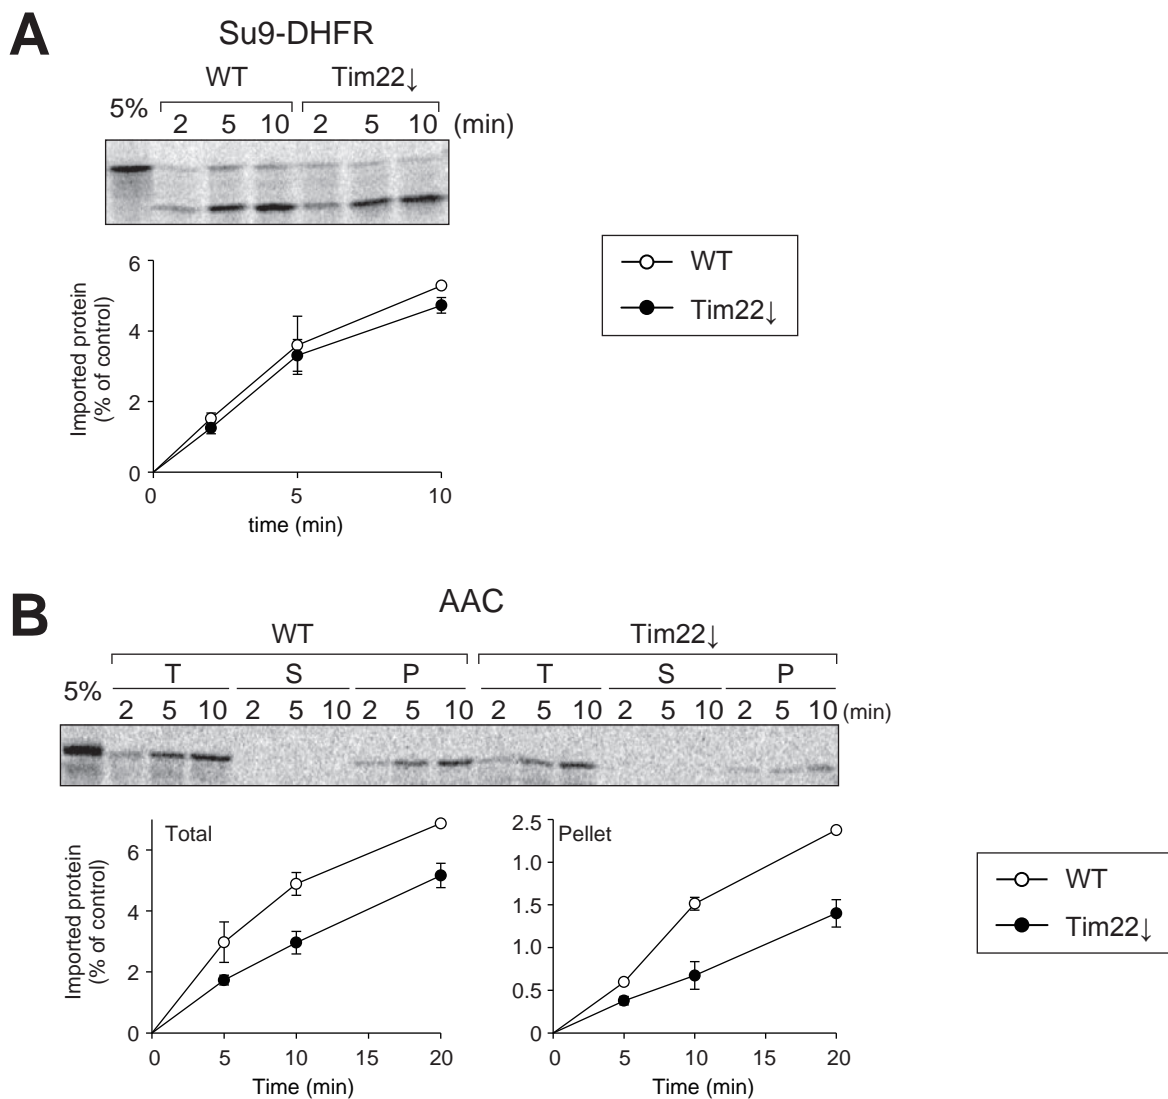 A
Su9-DHFR
WT Tim22↓
5% 2 5 10 2 5 10 (min)
6
4
2
0
Imported protein
(% of control)
0 5 10
time (min)
WT
Tim22↓
B
AAC
WT Tim22↓
T S P T S P
5% 2 5 10 2 5 10 2 5 10 2 5 10 2 5 10 2 5 10 (min)
Total
6
4
2
0
Imported protein
(% of control)
0 5 10 15 20
Time (min)
Pellet
2.5
1.0
1.5
1.0
0.5
0
0 5 10 15 20
Time (min)
WT
Tim22↓